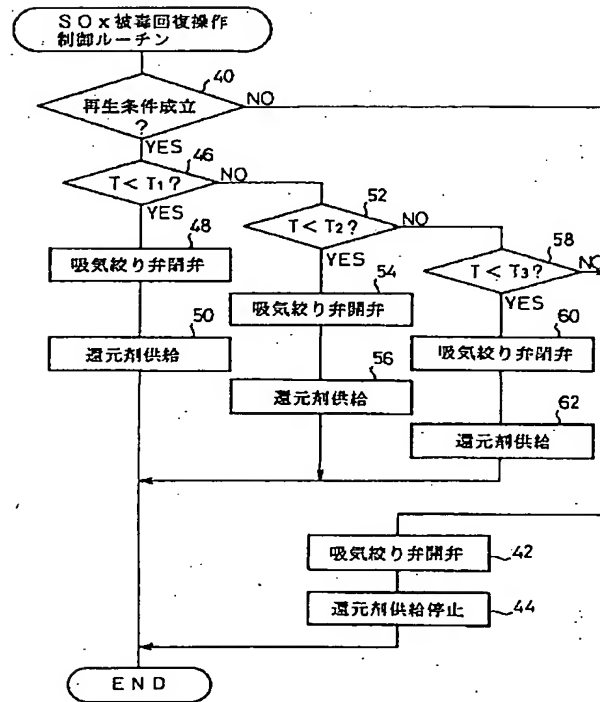 SOx被毒回復操作
制御ルーチン
40
再生条件成立
?
NO
YES
46
T<T1?
NO
YES
52
T<T2?
NO
YES
58
T<T3?
NO
YES
48
吸気絞り弁閉弁
50
還元剤供給
54
吸気絞り弁開弁
56
還元剤供給
60
吸気絞り弁閉弁
62
還元剤供給
吸気絞り弁開弁
42
還元剤供給停止
44
END